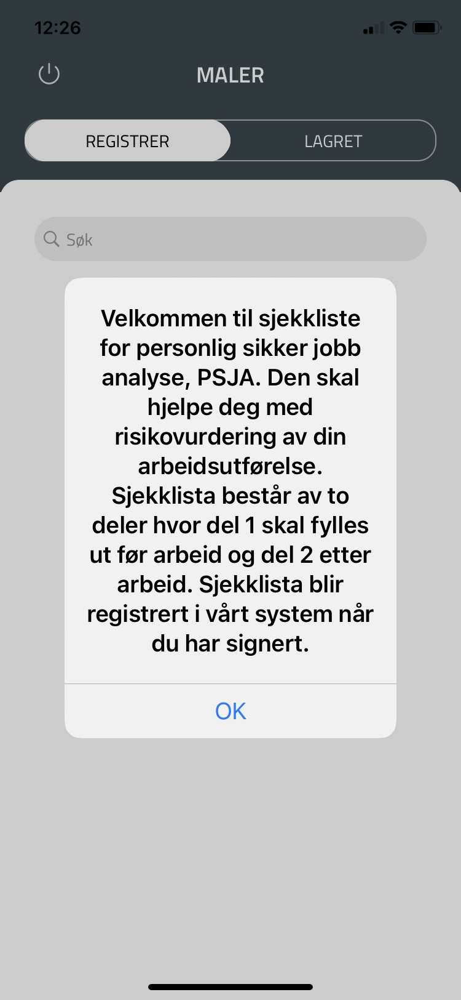 12:26
MALER
REGISTRER
LAGRET
Søk
Velkommen til sjekkliste
for personlig sikker jobb
analyse, PSJA. Den skal
hjelpe deg med
risikovurdering av din
arbeidsutførelse.
Sjekklista består av to
deler hvor del 1 skal fylles
ut før arbeid og del 2 etter
arbeid. Sjekklista blir
registrert i vårt system når
du har signert.
OK